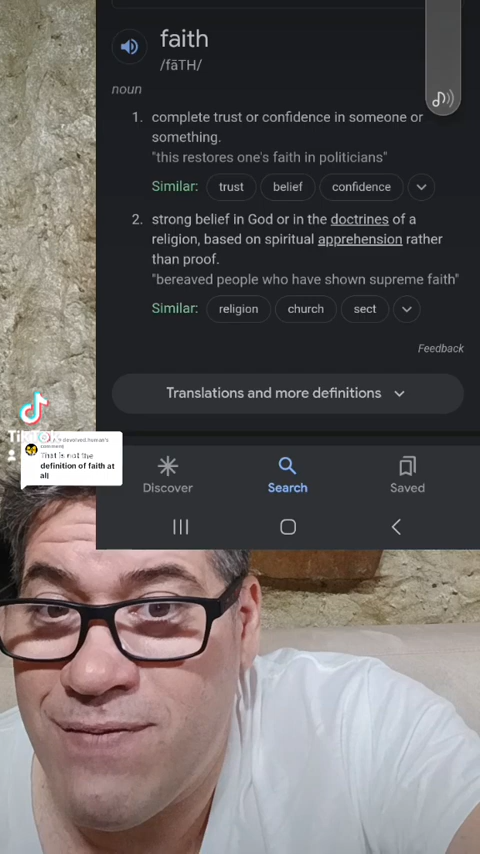 faith
/fāTH/
noun
1. complete trust or confidence in someone or
something.
"this restores one's faith in politicians"
Similar: trust belief confidence
2. strong belief in God or in the doctrines of a
religion, based on spiritual apprehension rather
than proof.
"bereaved people who have shown supreme faith"
Similar: religion church sect
Feedback
Translations and more definitions
TikTok
devolved Human's
comment
That is not the
definition of faith at
all
Discover Search Saved